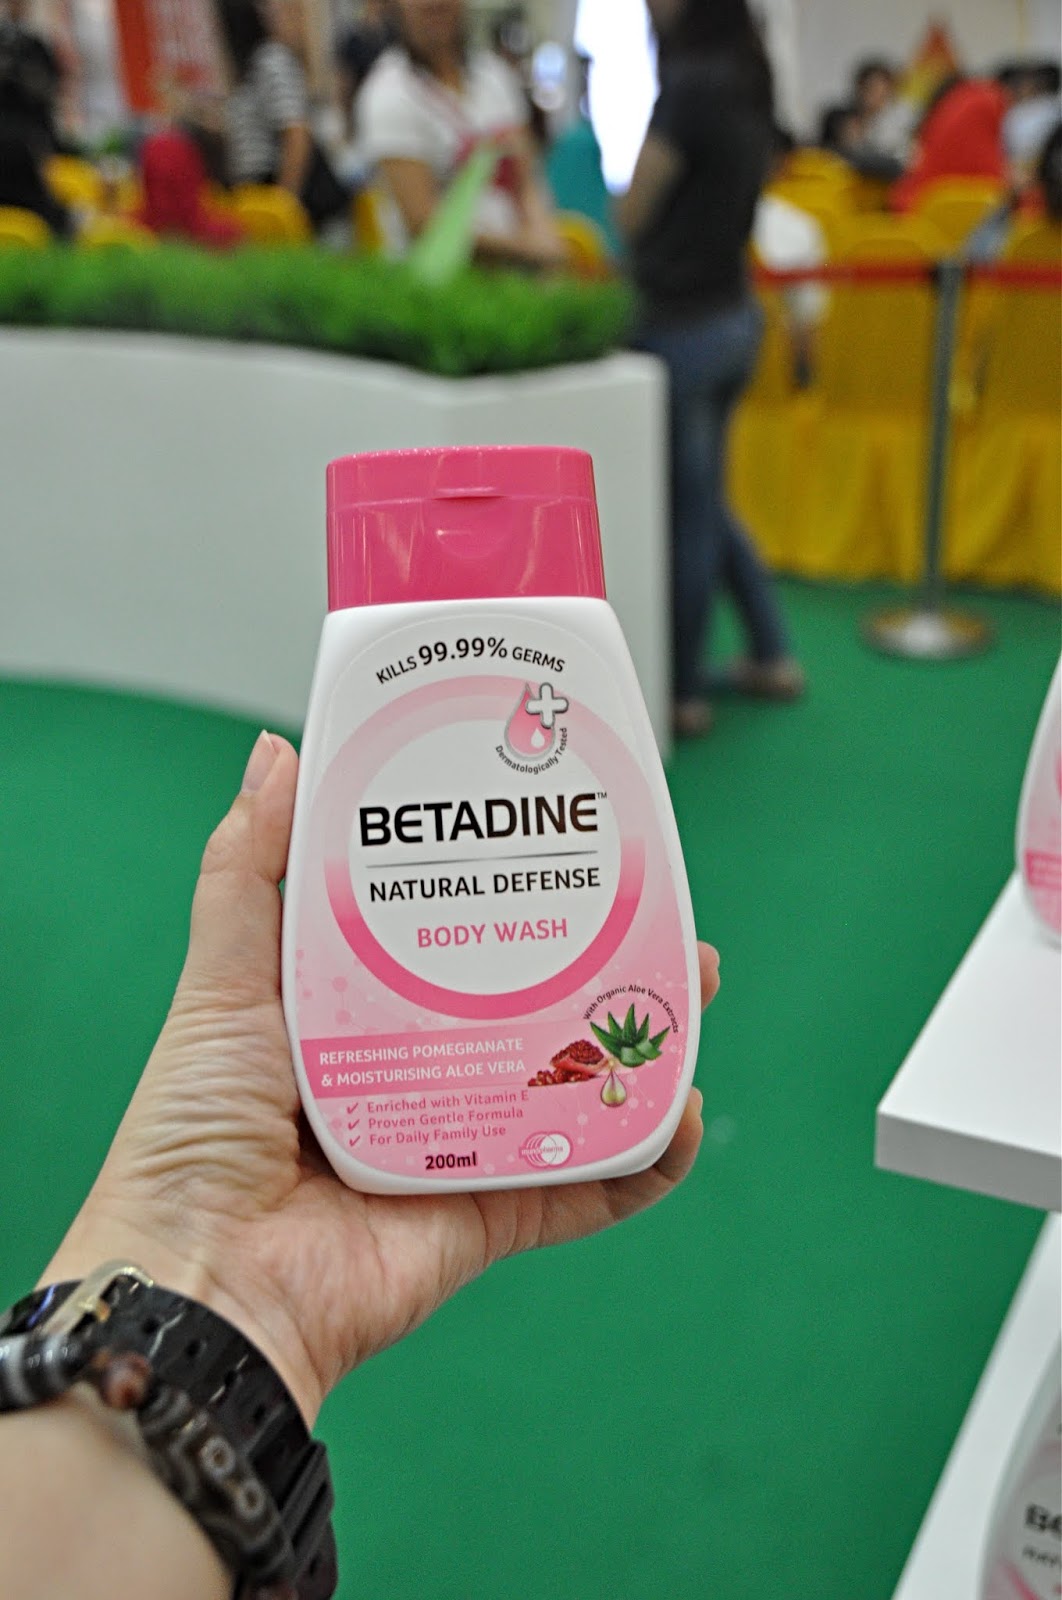 KILLS 99.99% GERMS
Dermatologically Tested
BETADINE™
NATURAL DEFENSE
BODY WASH
With Organic Aloe Vera Extracts
REFRESHING POMEGRANATE
& MOISTURISING ALOE VERA
✓ Enriched with Vitamin E
✓ Proven Gentle Formula
✓ For Daily Family Use
200ml
mundipharma